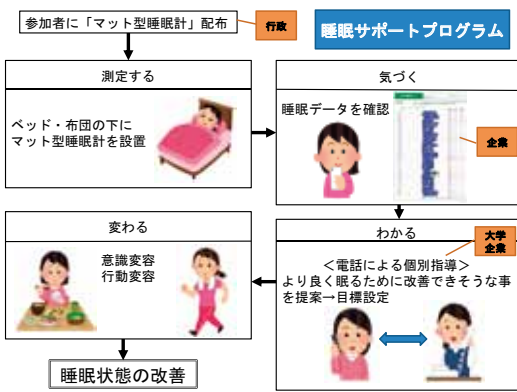 参加者に「マット型睡眠計」配布
行政
睡眠サポートプログラム
測定する
ベッド・布団の下に
マット型睡眠計を設置
気づく
睡眠データを確認
企業
わかる
大学
企業
＜電話による個別指導＞
より良く眠るために改善できそうな事
を提案→目標設定
変わる
意識変容
行動変容
睡眠状態の改善